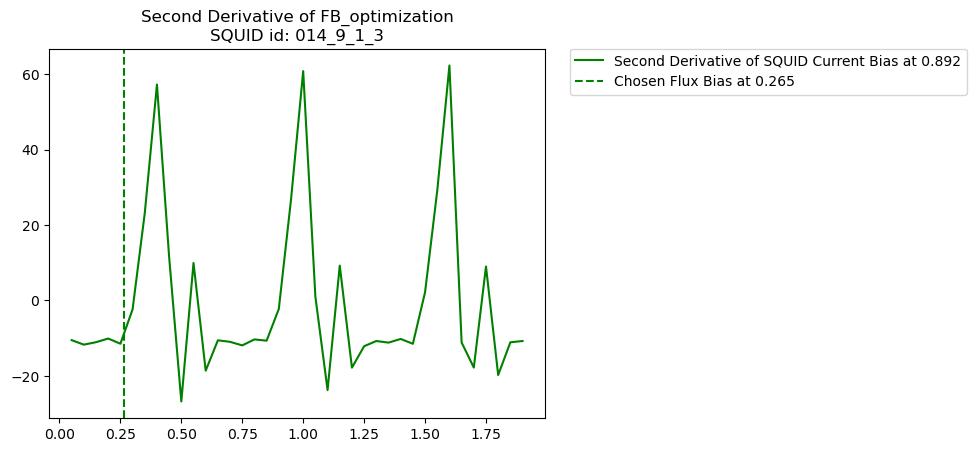 Second Derivative of FB_optimization
SQUID id: 014_9_1_3
Second Derivative of SQUID Current Bias at 0.892
Chosen Flux Bias at 0.265
60
40
20
0
−20
0.00 0.25 0.50 0.75 1.00 1.25 1.50 1.75